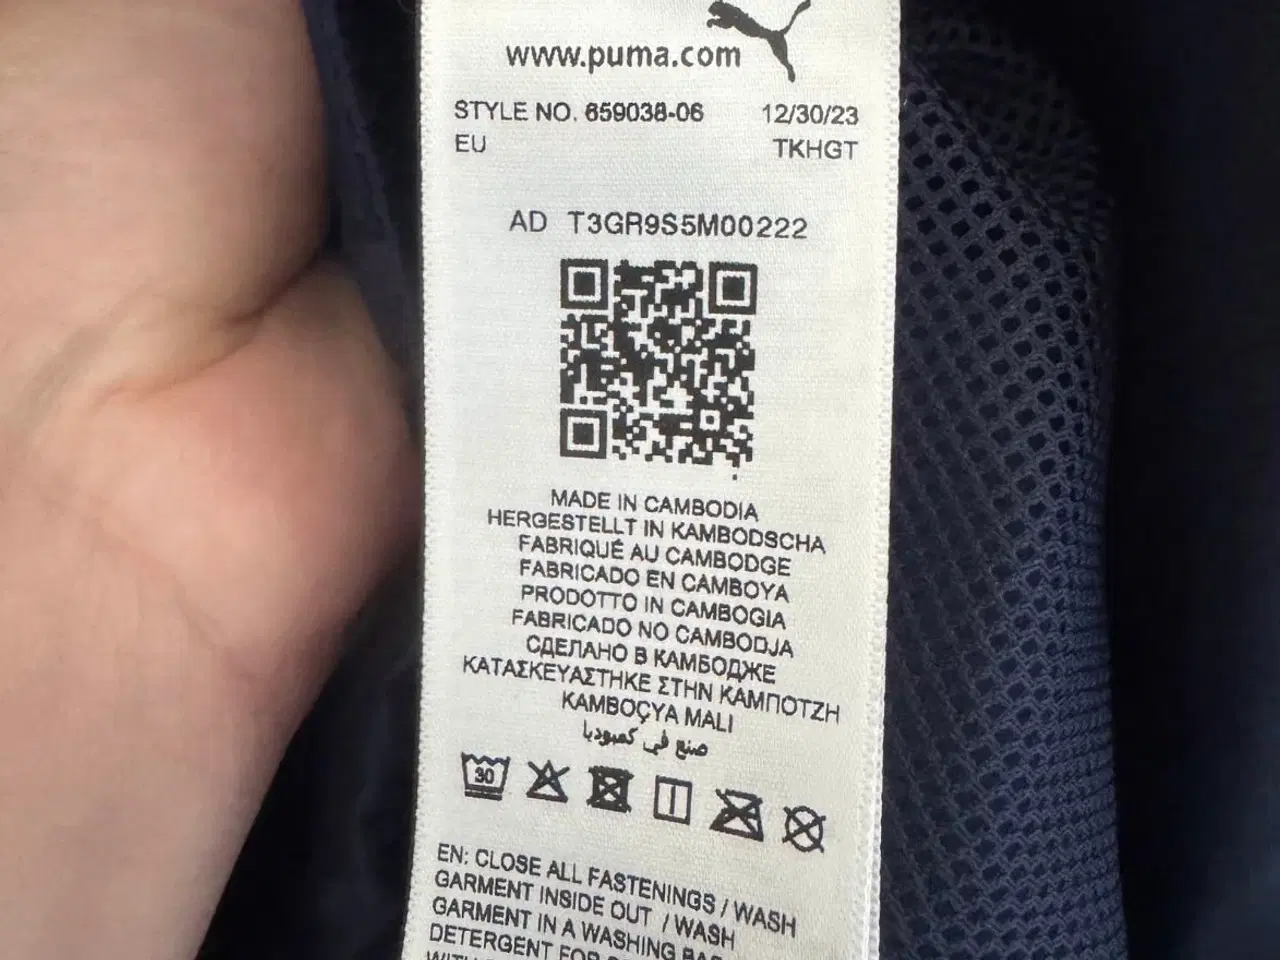 www.puma.com
STYLE NO. 659038-06 12/30/23
EU TKHGT
AD T3GR9S5M00222
MADE IN CAMBODIA
HERGESTELLT IN KAMBODSCHA
FABRIQUÉ AU CAMBODGE
FABRICADO EN CAMBOYA
PRODOTTO IN CAMBOGIA
FABRICADO NO CAMBODJA
СДЕЛАНО В КАМБОДЖЕ
ΚΑΤΑΣΚΕΥΑΣΤΗΚΕ ΣΤΗΝ ΚΑΜΠΟΤΖΗ
KAMBOÇYA MALI
صنع في كمبوديا
30
EN: CLOSE ALL FASTENINGS / WASH
GARMENT INSIDE OUT / WASH
GARMENT IN A WASHING BAG
DETERGENT FOR